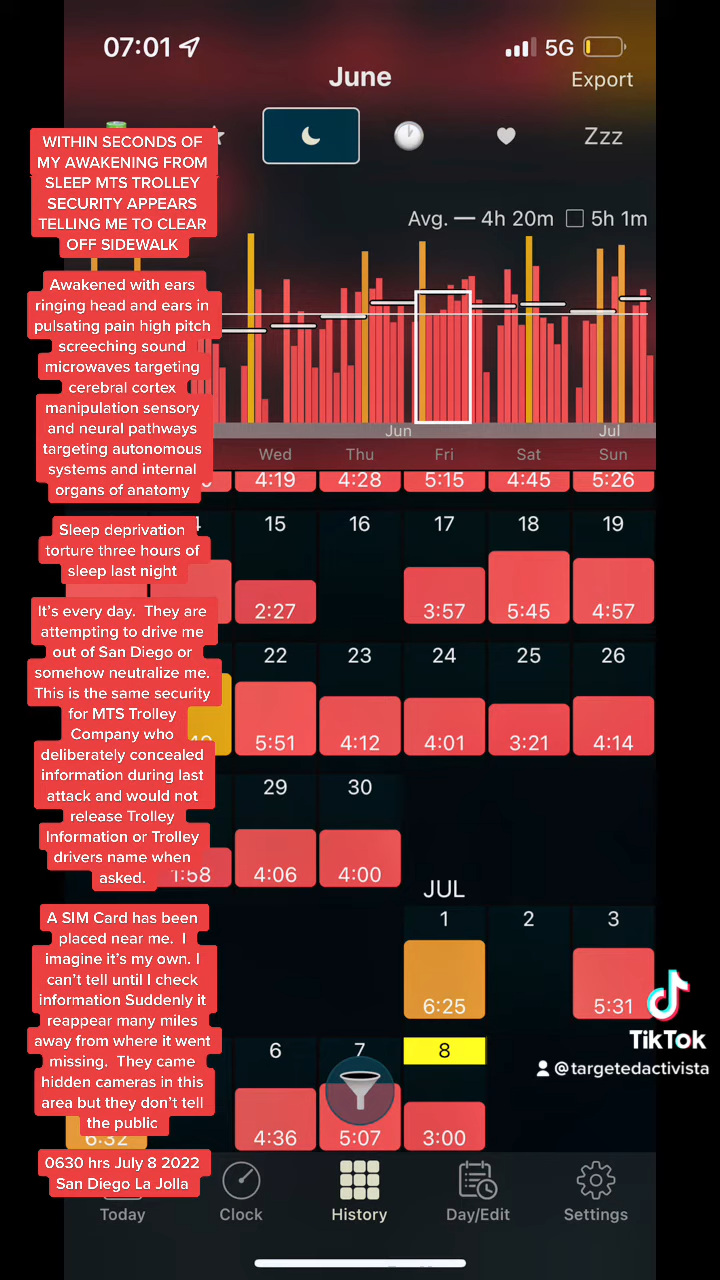 07:01
5G
June
Export
Zzz
Avg. — 4h 20m 5h 1m
WITHIN SECONDS OF
MY AWAKENING FROM
SLEEP MTS TROLLEY
SECURITY APPEARS
TELLING ME TO CLEAR
OFF SIDEWALK
Awakened with ears
ringing head and ears in
pulsating pain high pitch
screeching sound
microwaves targeting
cerebral cortex
manipulation sensory
and neural pathways
targeting autonomous
systems and internal
organs of anatomy
Sleep deprivation
torture three hours of
sleep last night
It's every day. They are
attempting to drive me
out of San Diego or
somehow neutralize me.
This is the same security
for MTS Trolley
Company who
deliberately concealed
information during last
attack and would not
release Trolley
Information or Trolley
drivers name when
asked.
A SIM Card has been
placed near me. I
imagine it's my own. I
can't tell until I check
information Suddenly it
reappear many miles
away from where it went
missing. They came
hidden cameras in this
area but they don't tell
the public
0630 hrs July 8 2022
San Diego La Jolla
Jun Jul
Wed Thu Fri Sat Sun
4:19 4:28 5:15 4:45 5:26
15 16 17 18 19
2:27 3:57 5:45 4:57
22 23 24 25 26
5:51 4:12 4:01 3:21 4:14
29 30
1:58 4:06 4:00
JUL
1 2 3
6:25 5:31
6 7 8
6:32 4:36 5:07 3:00
TikTok
@targetedactivista
Today Clock History Day/Edit Settings